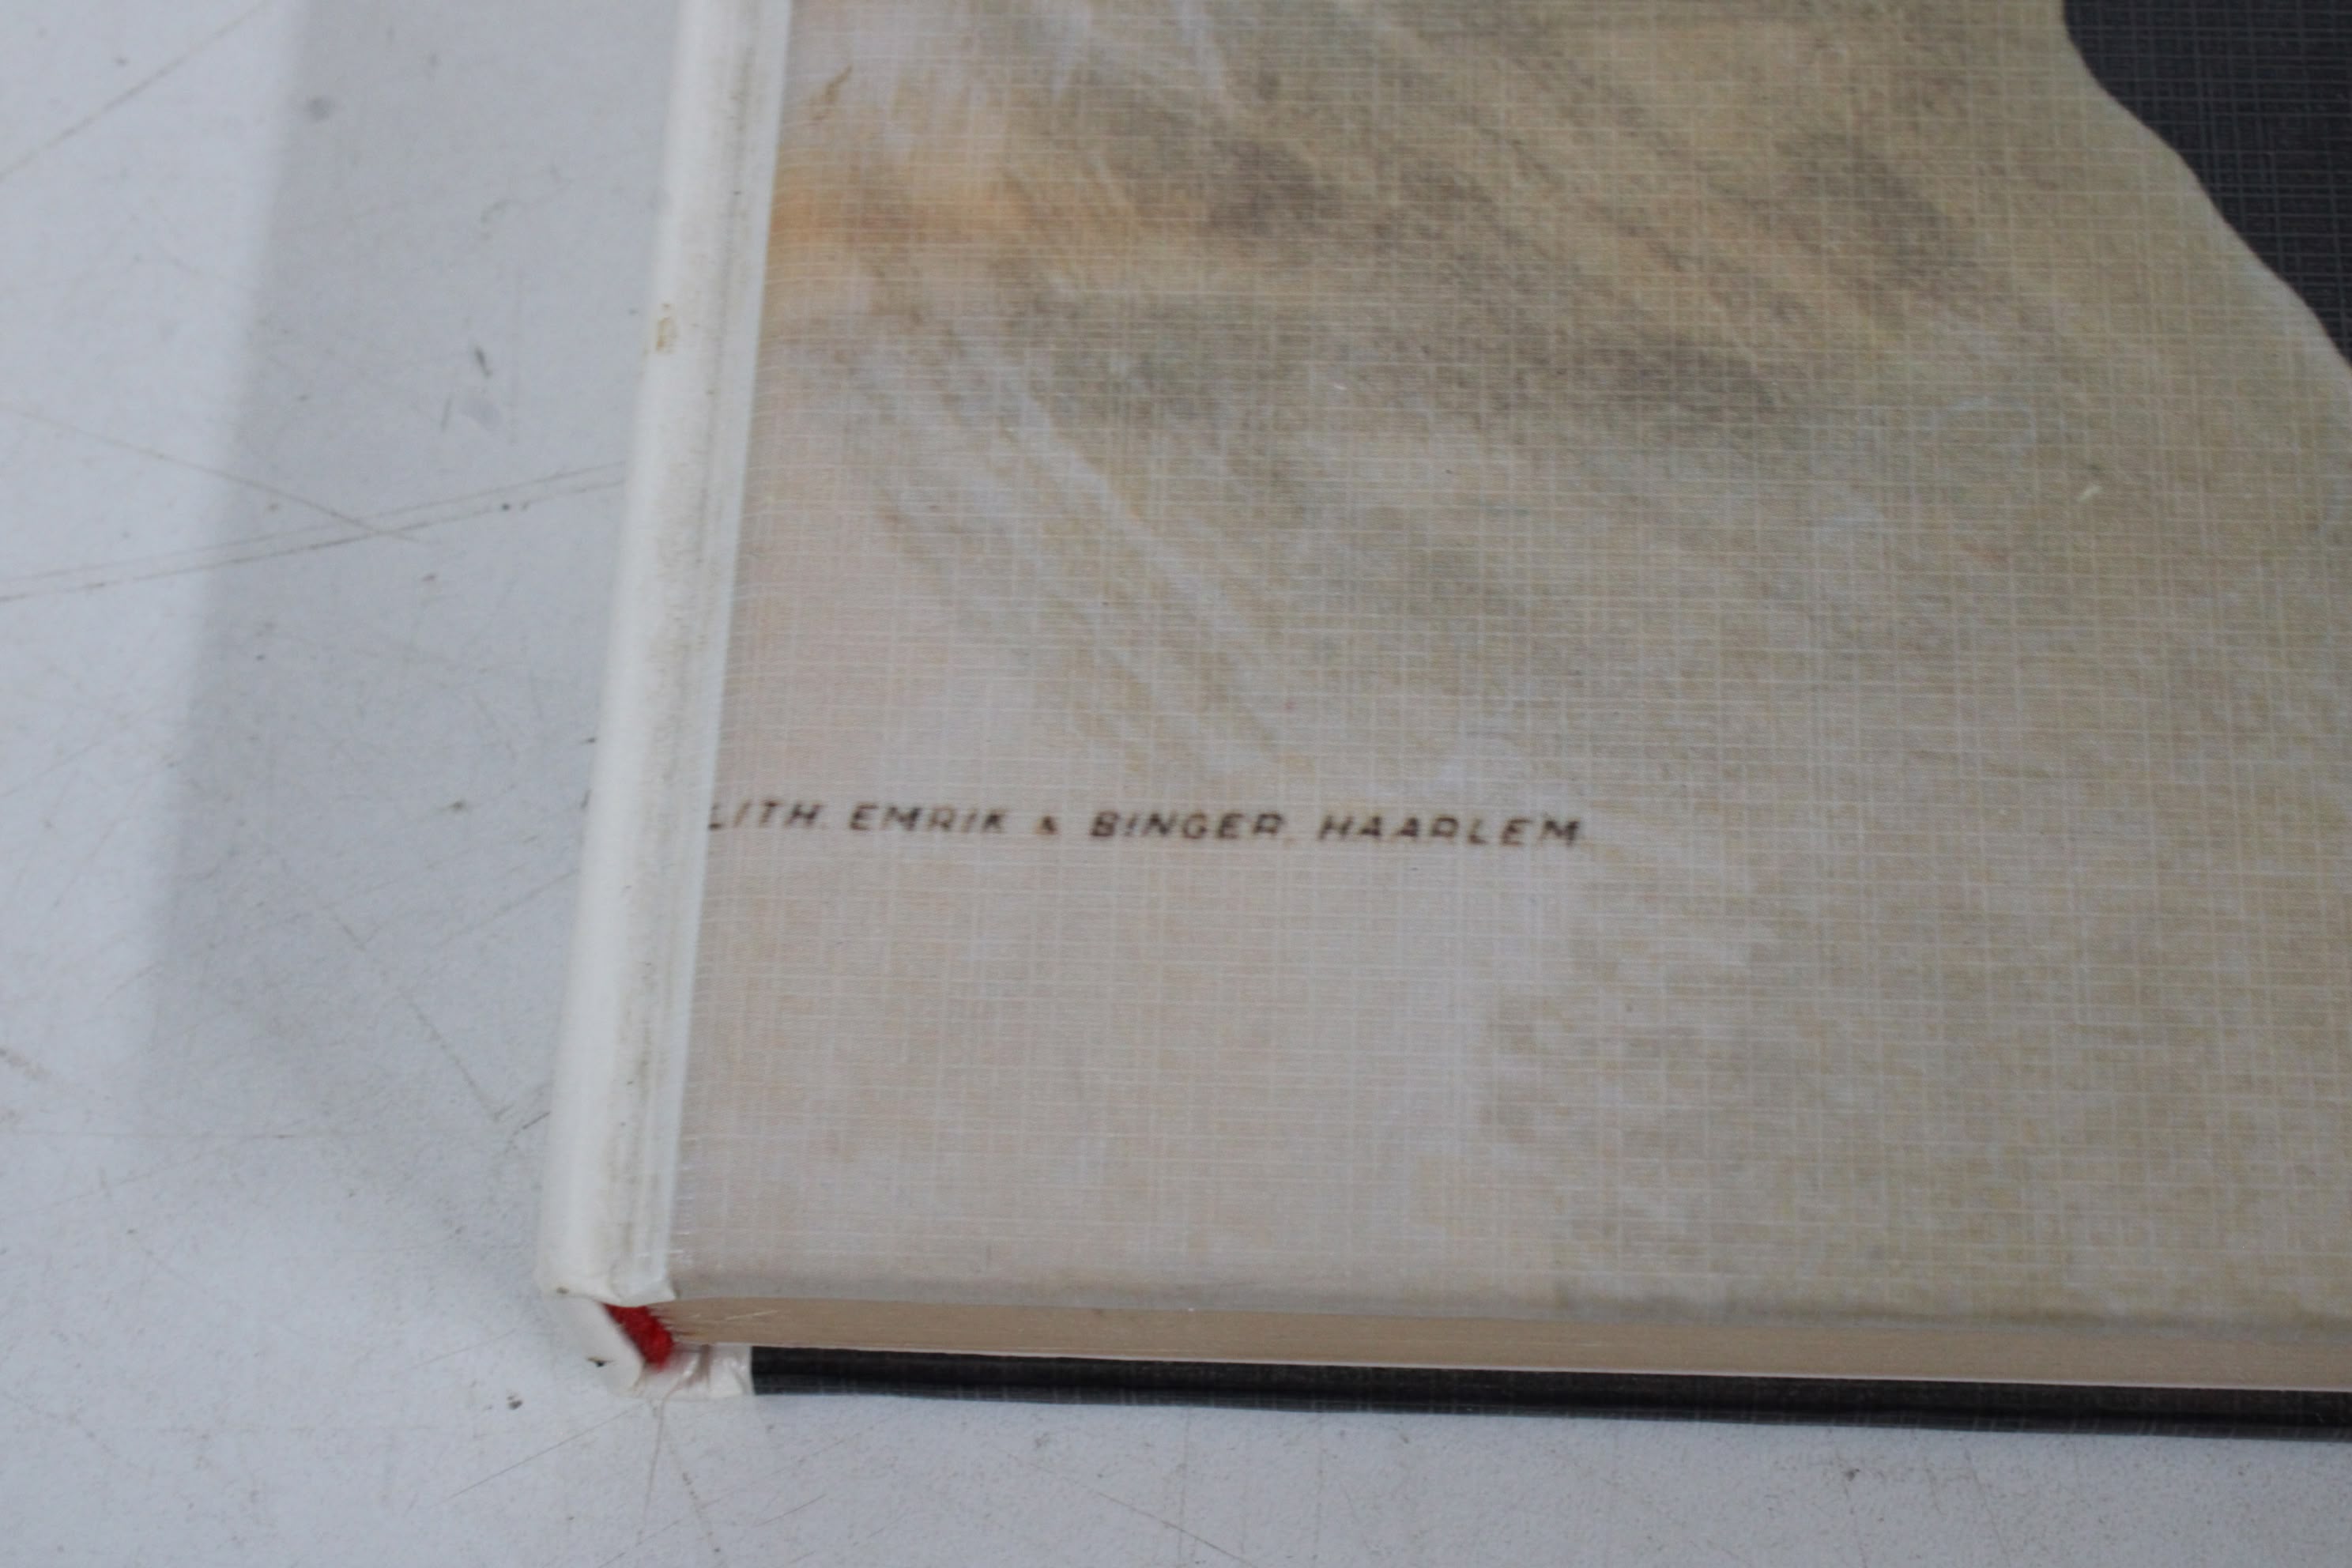 LITH. EMRIK & BINGER. HAARLEM.